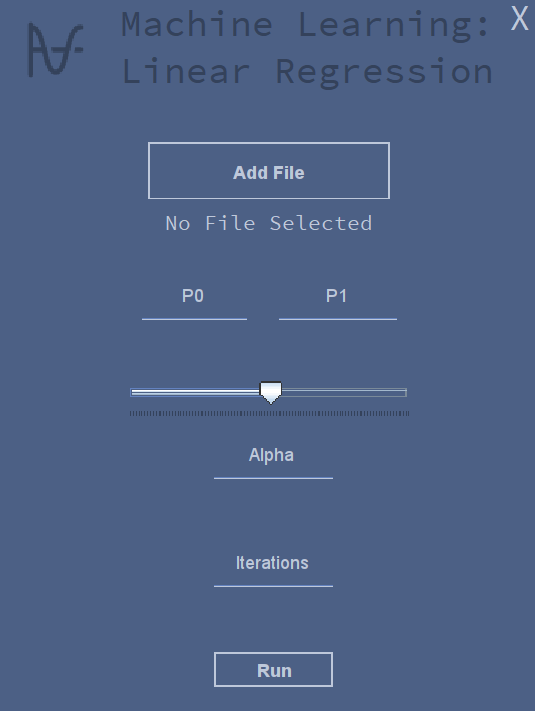 Machine Learning:
X
Linear Regression
Add File
No File Selected
P0 P1
Alpha
Iterations
Run